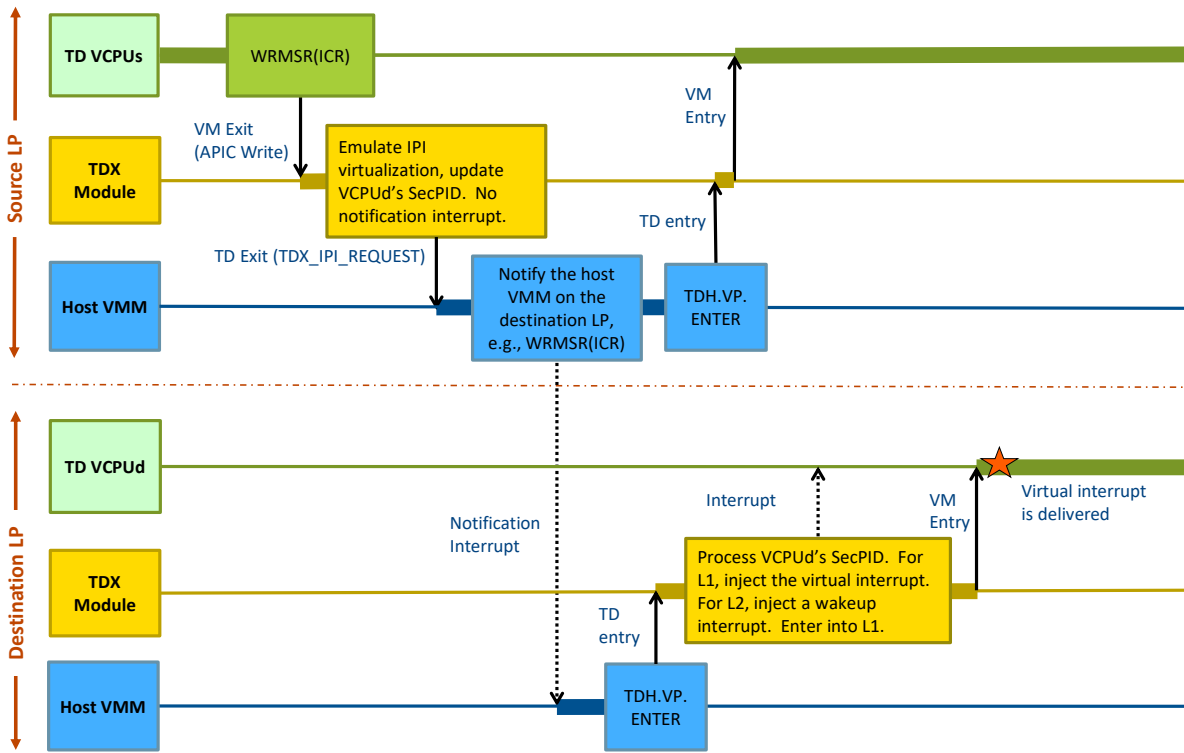 Source LP
TD VCPUs
WRMSR(ICR)
VM Exit
(APIC Write)
VM
Entry
TDX
Module
Emulate IPI
virtualization, update
VCPUd's SecPID.  No
notification interrupt.
TD entry
TD Exit (TDX_IPI_REQUEST)
Host VMM
Notify the host
VMM on the
destination LP,
e.g., WRMSR(ICR)
TDH.VP.
ENTER
Destination LP
TD VCPUd
Notification
Interrupt
Interrupt
VM
Entry
Virtual interrupt
is delivered
TDX
Module
Process VCPUd's SecPID.  For
L1, inject the virtual interrupt.
For L2, inject a wakeup
interrupt.  Enter into L1.
TD
entry
Host VMM
TDH.VP.
ENTER